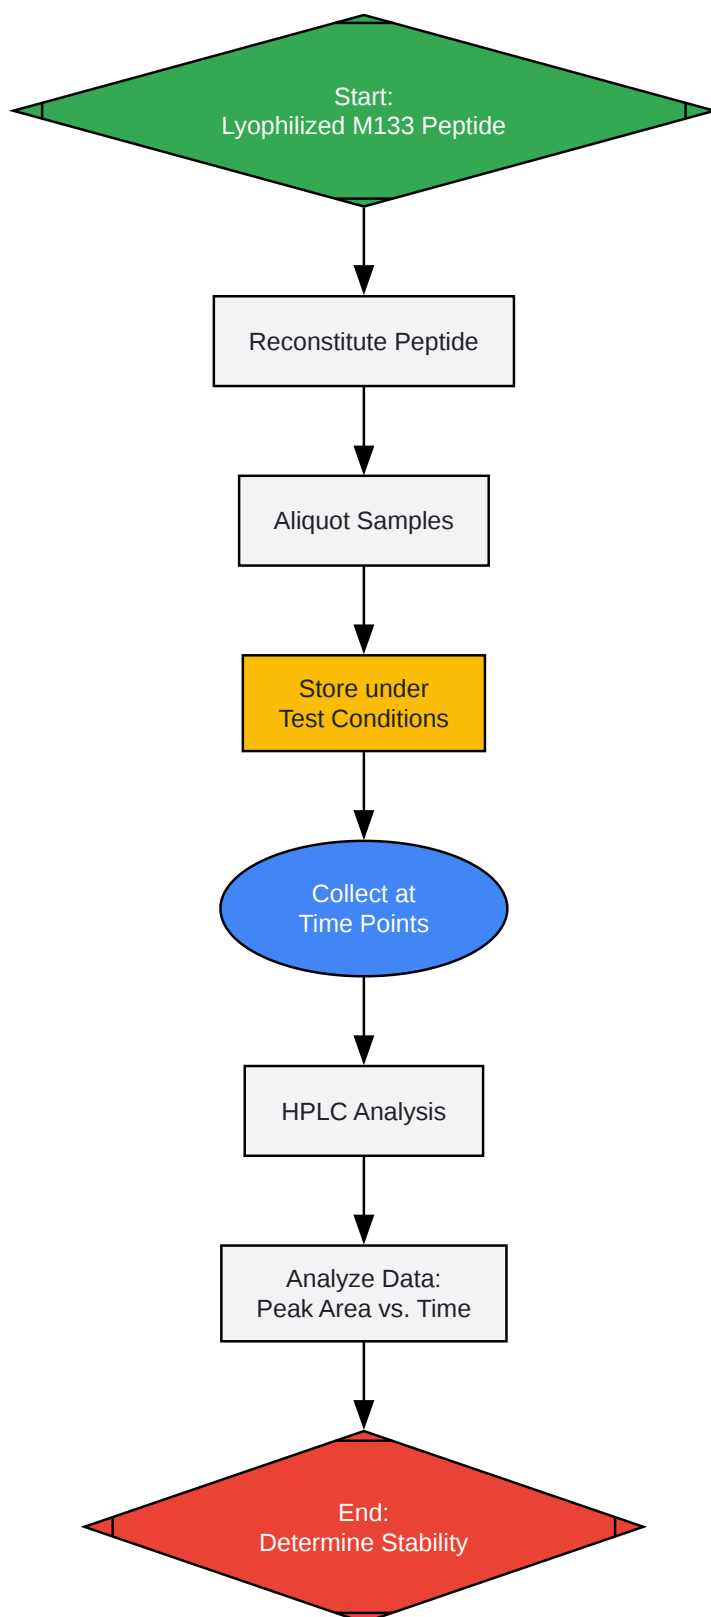 Start:
Lyophilized M133 Peptide
Reconstitute Peptide
Aliquot Samples
Store under
Test Conditions
Collect at
Time Points
HPLC Analysis
Analyze Data:
Peak Area vs. Time
End:
Determine Stability